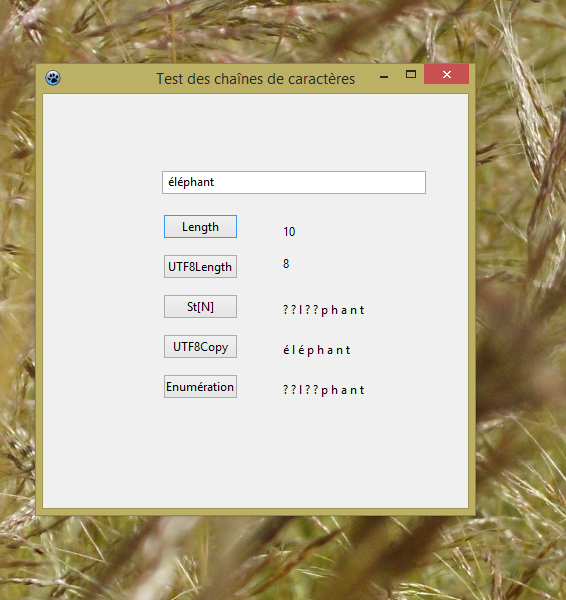 Test des chaînes de caractères
éléphant
Length 10
UTF8Length 8
St[N] ? ? l ? ? p h a n t
UTF8Copy é l é p h a n t
Enumération ? ? l ? ? p h a n t